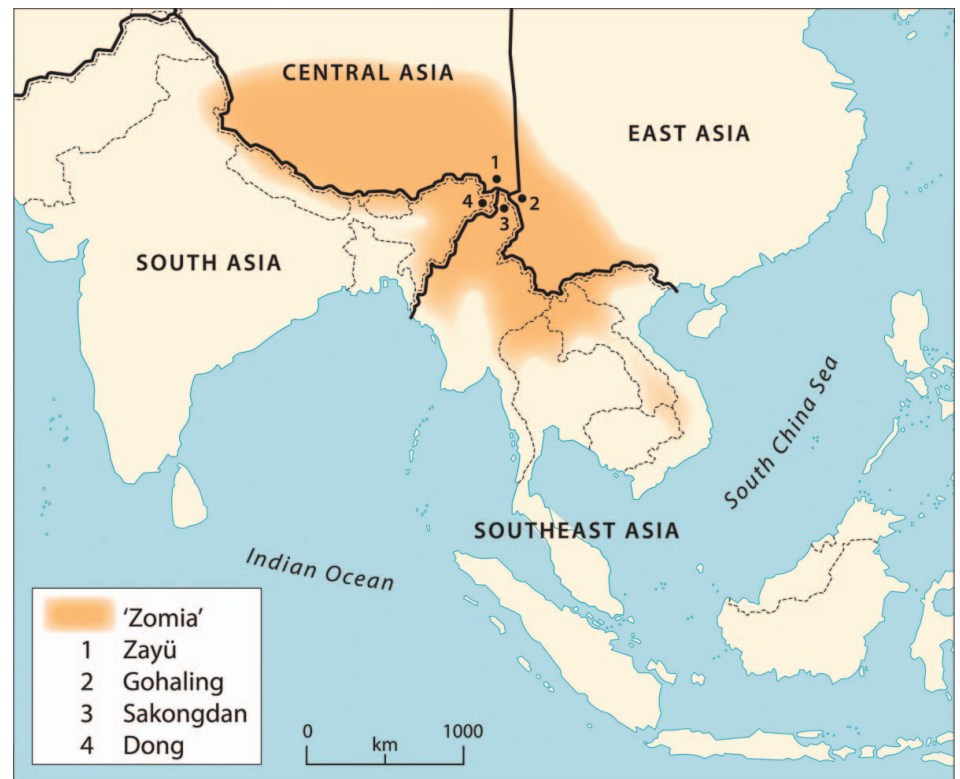 CENTRAL ASIA
EAST ASIA
1
2
4
3
SOUTH ASIA
South China Sea
SOUTHEAST ASIA
Indian Ocean
'Zomia'
1 Zayü
2 Gohaling
3 Sakongdan
4 Dong
0 1000
km